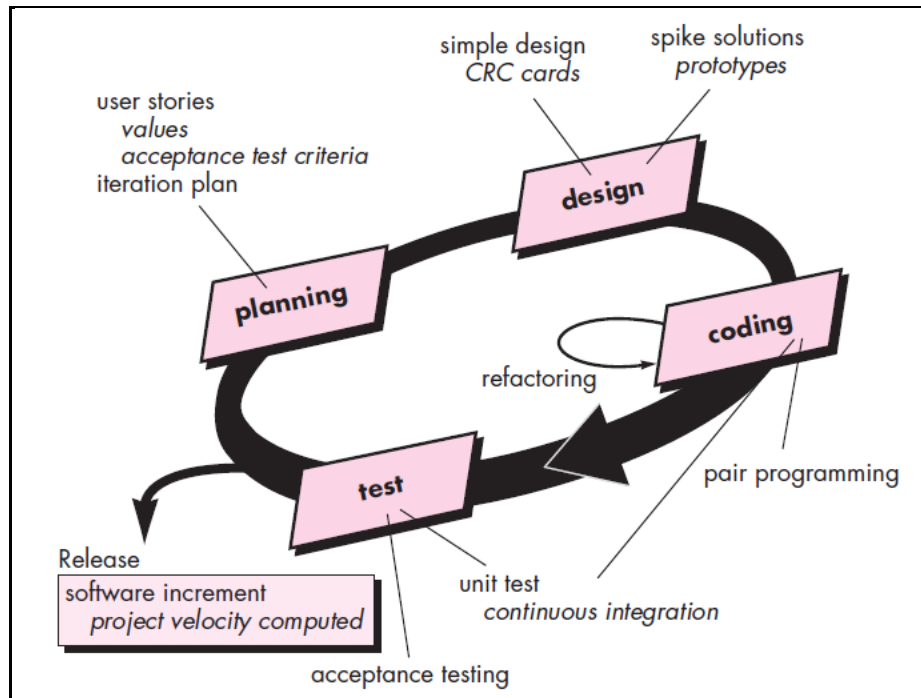 simple design
CRC cards
spike solutions
prototypes
user stories
values
acceptance test criteria
iteration plan
design
planning
coding
refactoring
pair programming
test
Release
software increment
project velocity computed
unit test
continuous integration
acceptance testing